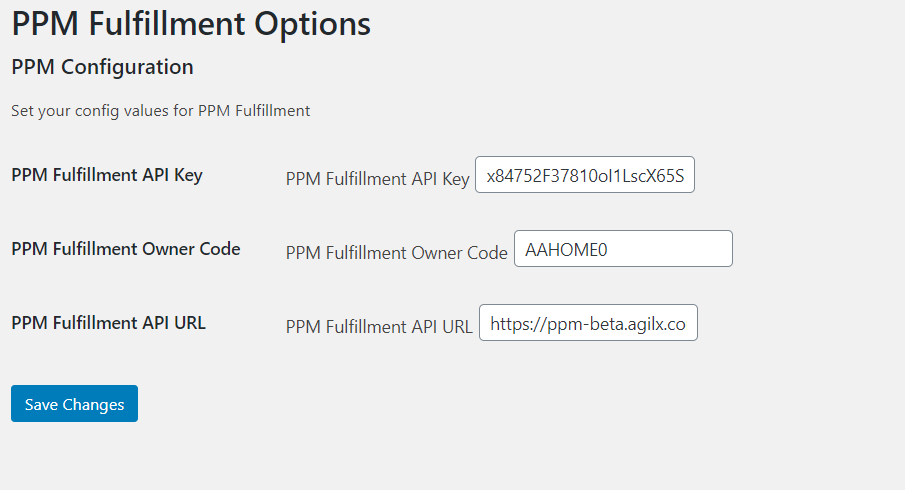 PPM Fulfillment Options
PPM Configuration
Set your config values for PPM Fulfillment
PPM Fulfillment API Key
PPM Fulfillment API Key x84752F37810oI1LscX65S
PPM Fulfillment Owner Code
PPM Fulfillment Owner Code AAHOME0
PPM Fulfillment API URL
PPM Fulfillment API URL https://ppm-beta.agilx.co
Save Changes